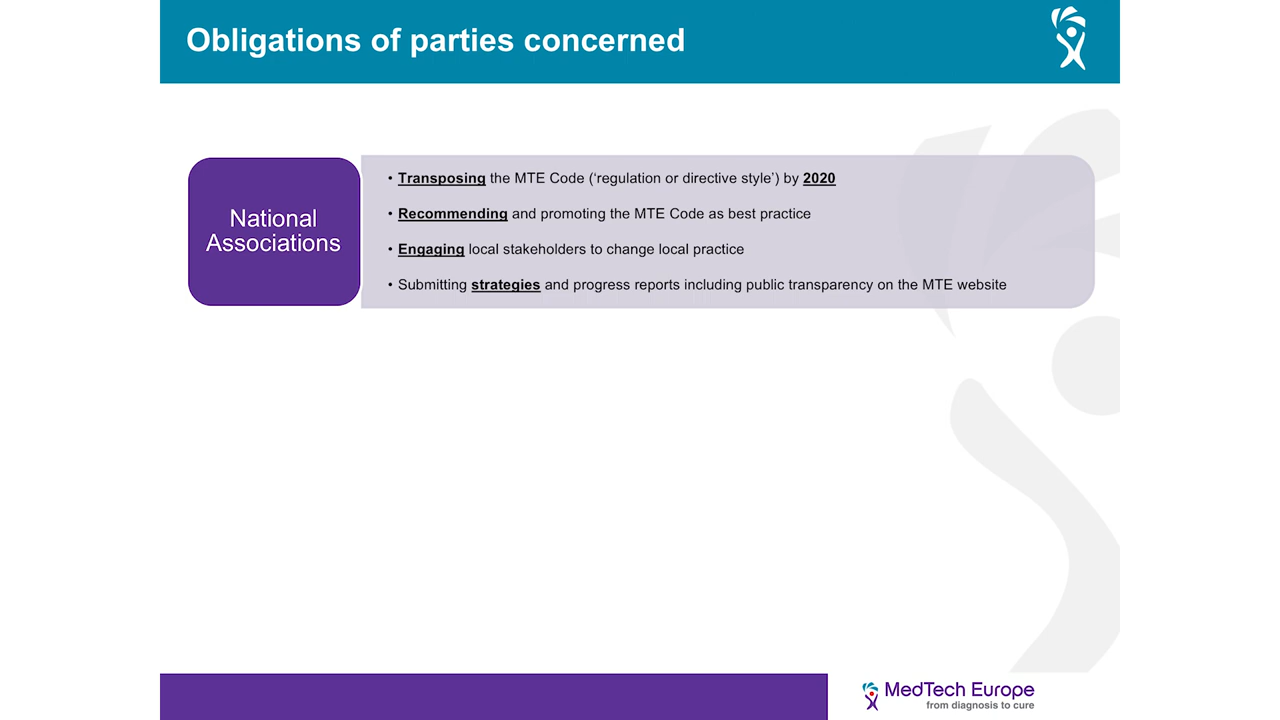 Obligations of parties concerned
National
Associations
• Transposing the MTE Code (‘regulation or directive style’) by 2020
• Recommending and promoting the MTE Code as best practice
• Engaging local stakeholders to change local practice
• Submitting strategies and progress reports including public transparency on the MTE website
MedTech Europe
from diagnosis to cure